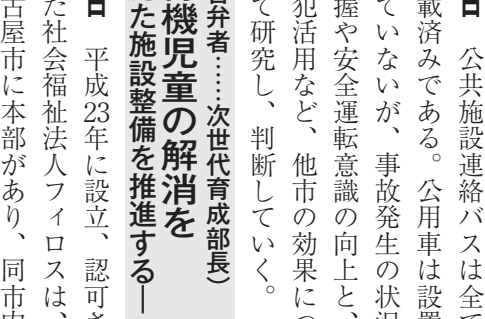 公共施設連絡バスは全て
載済みである。公用車は設置
ていないが、事故発生の状況
握や安全運転意識の向上と、
犯活用など、他市の効果に
て研究し、判断していく。
弁者……次世代育成部長）
機児童の解消を
た施設整備を推進する―
平成23年に設立、認可さ
た社会福祉法人フィロスは、
古屋市に本部があり、同市内